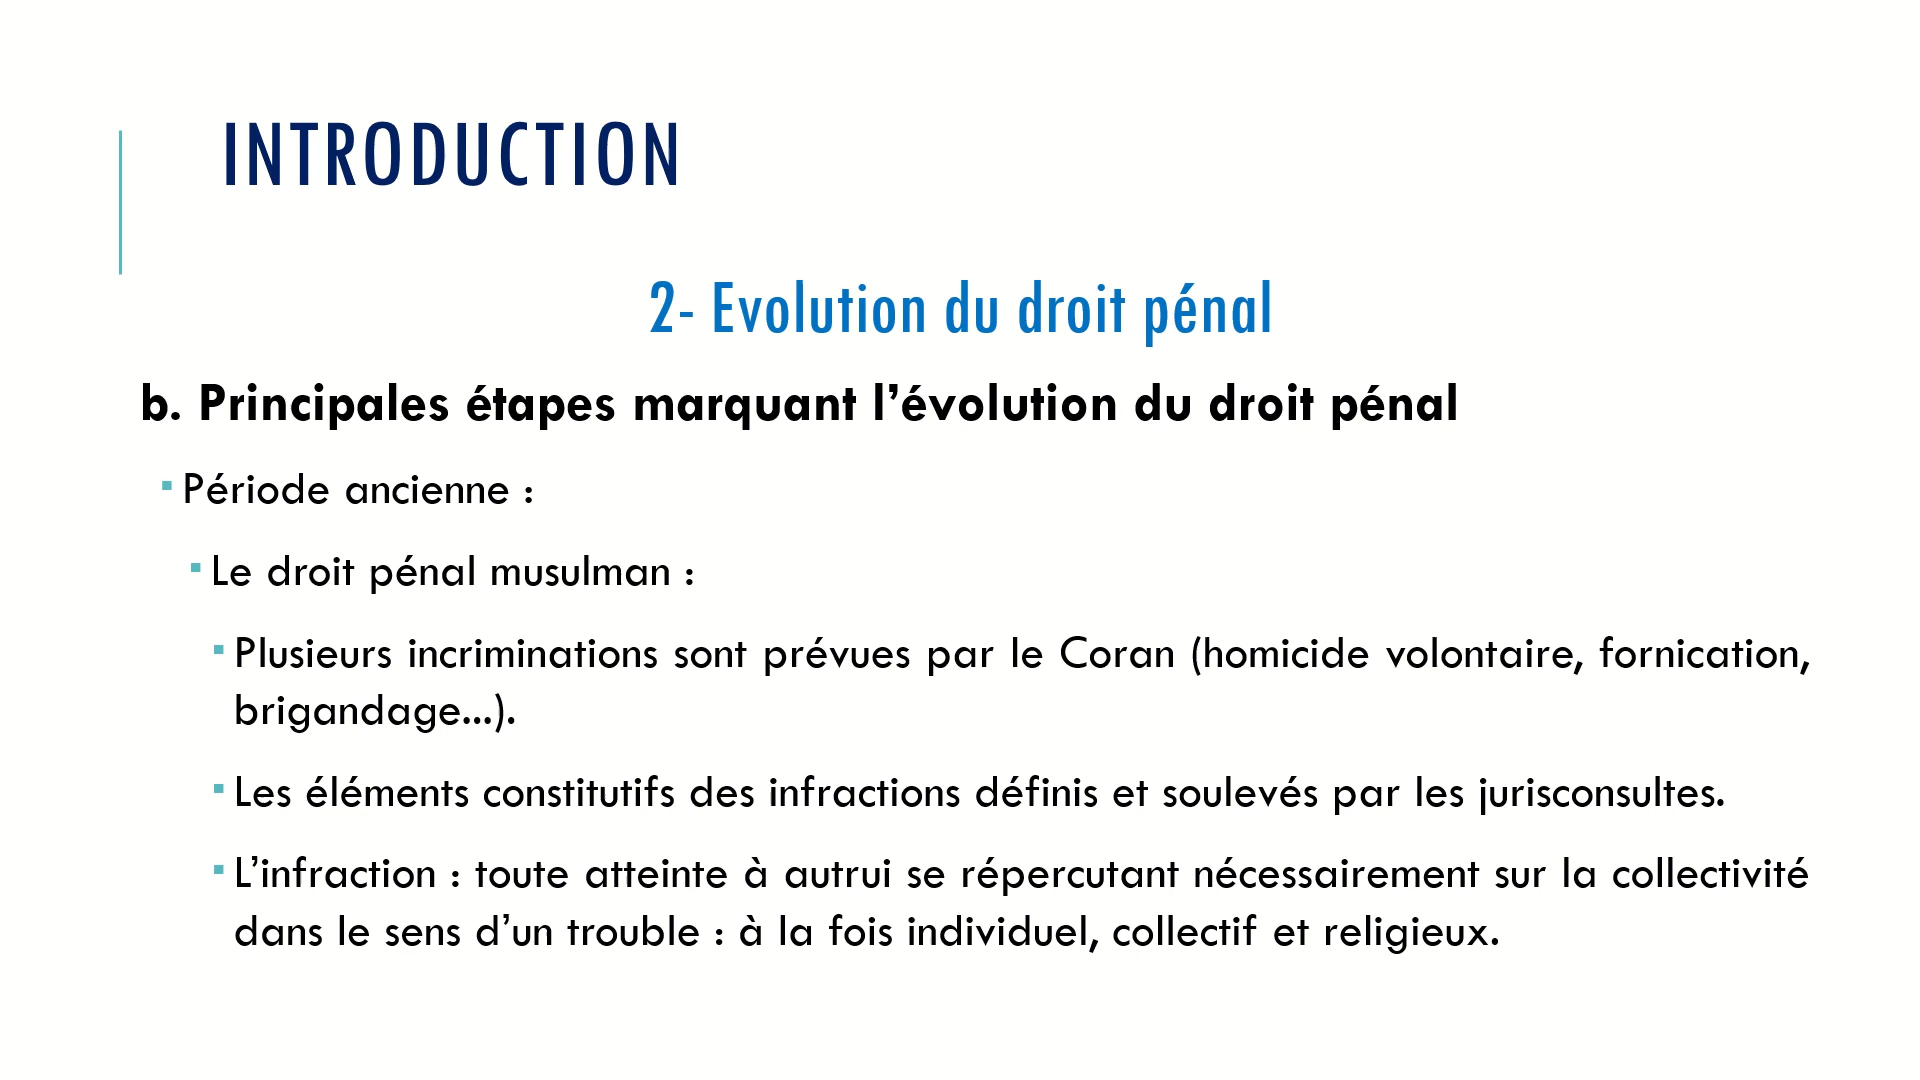 INTRODUCTION
2- Evolution du droit pénal
b. Principales étapes marquant l’évolution du droit pénal
▪ Période ancienne :
▪ Le droit pénal musulman :
▪ Plusieurs incriminations sont prévues par le Coran (homicide volontaire, fornication,
brigandage...).
▪ Les éléments constitutifs des infractions définis et soulevés par les jurisconsultes.
▪ L’infraction : toute atteinte à autrui se répercutant nécessairement sur la collectivité
dans le sens d’un trouble : à la fois individuel, collectif et religieux.